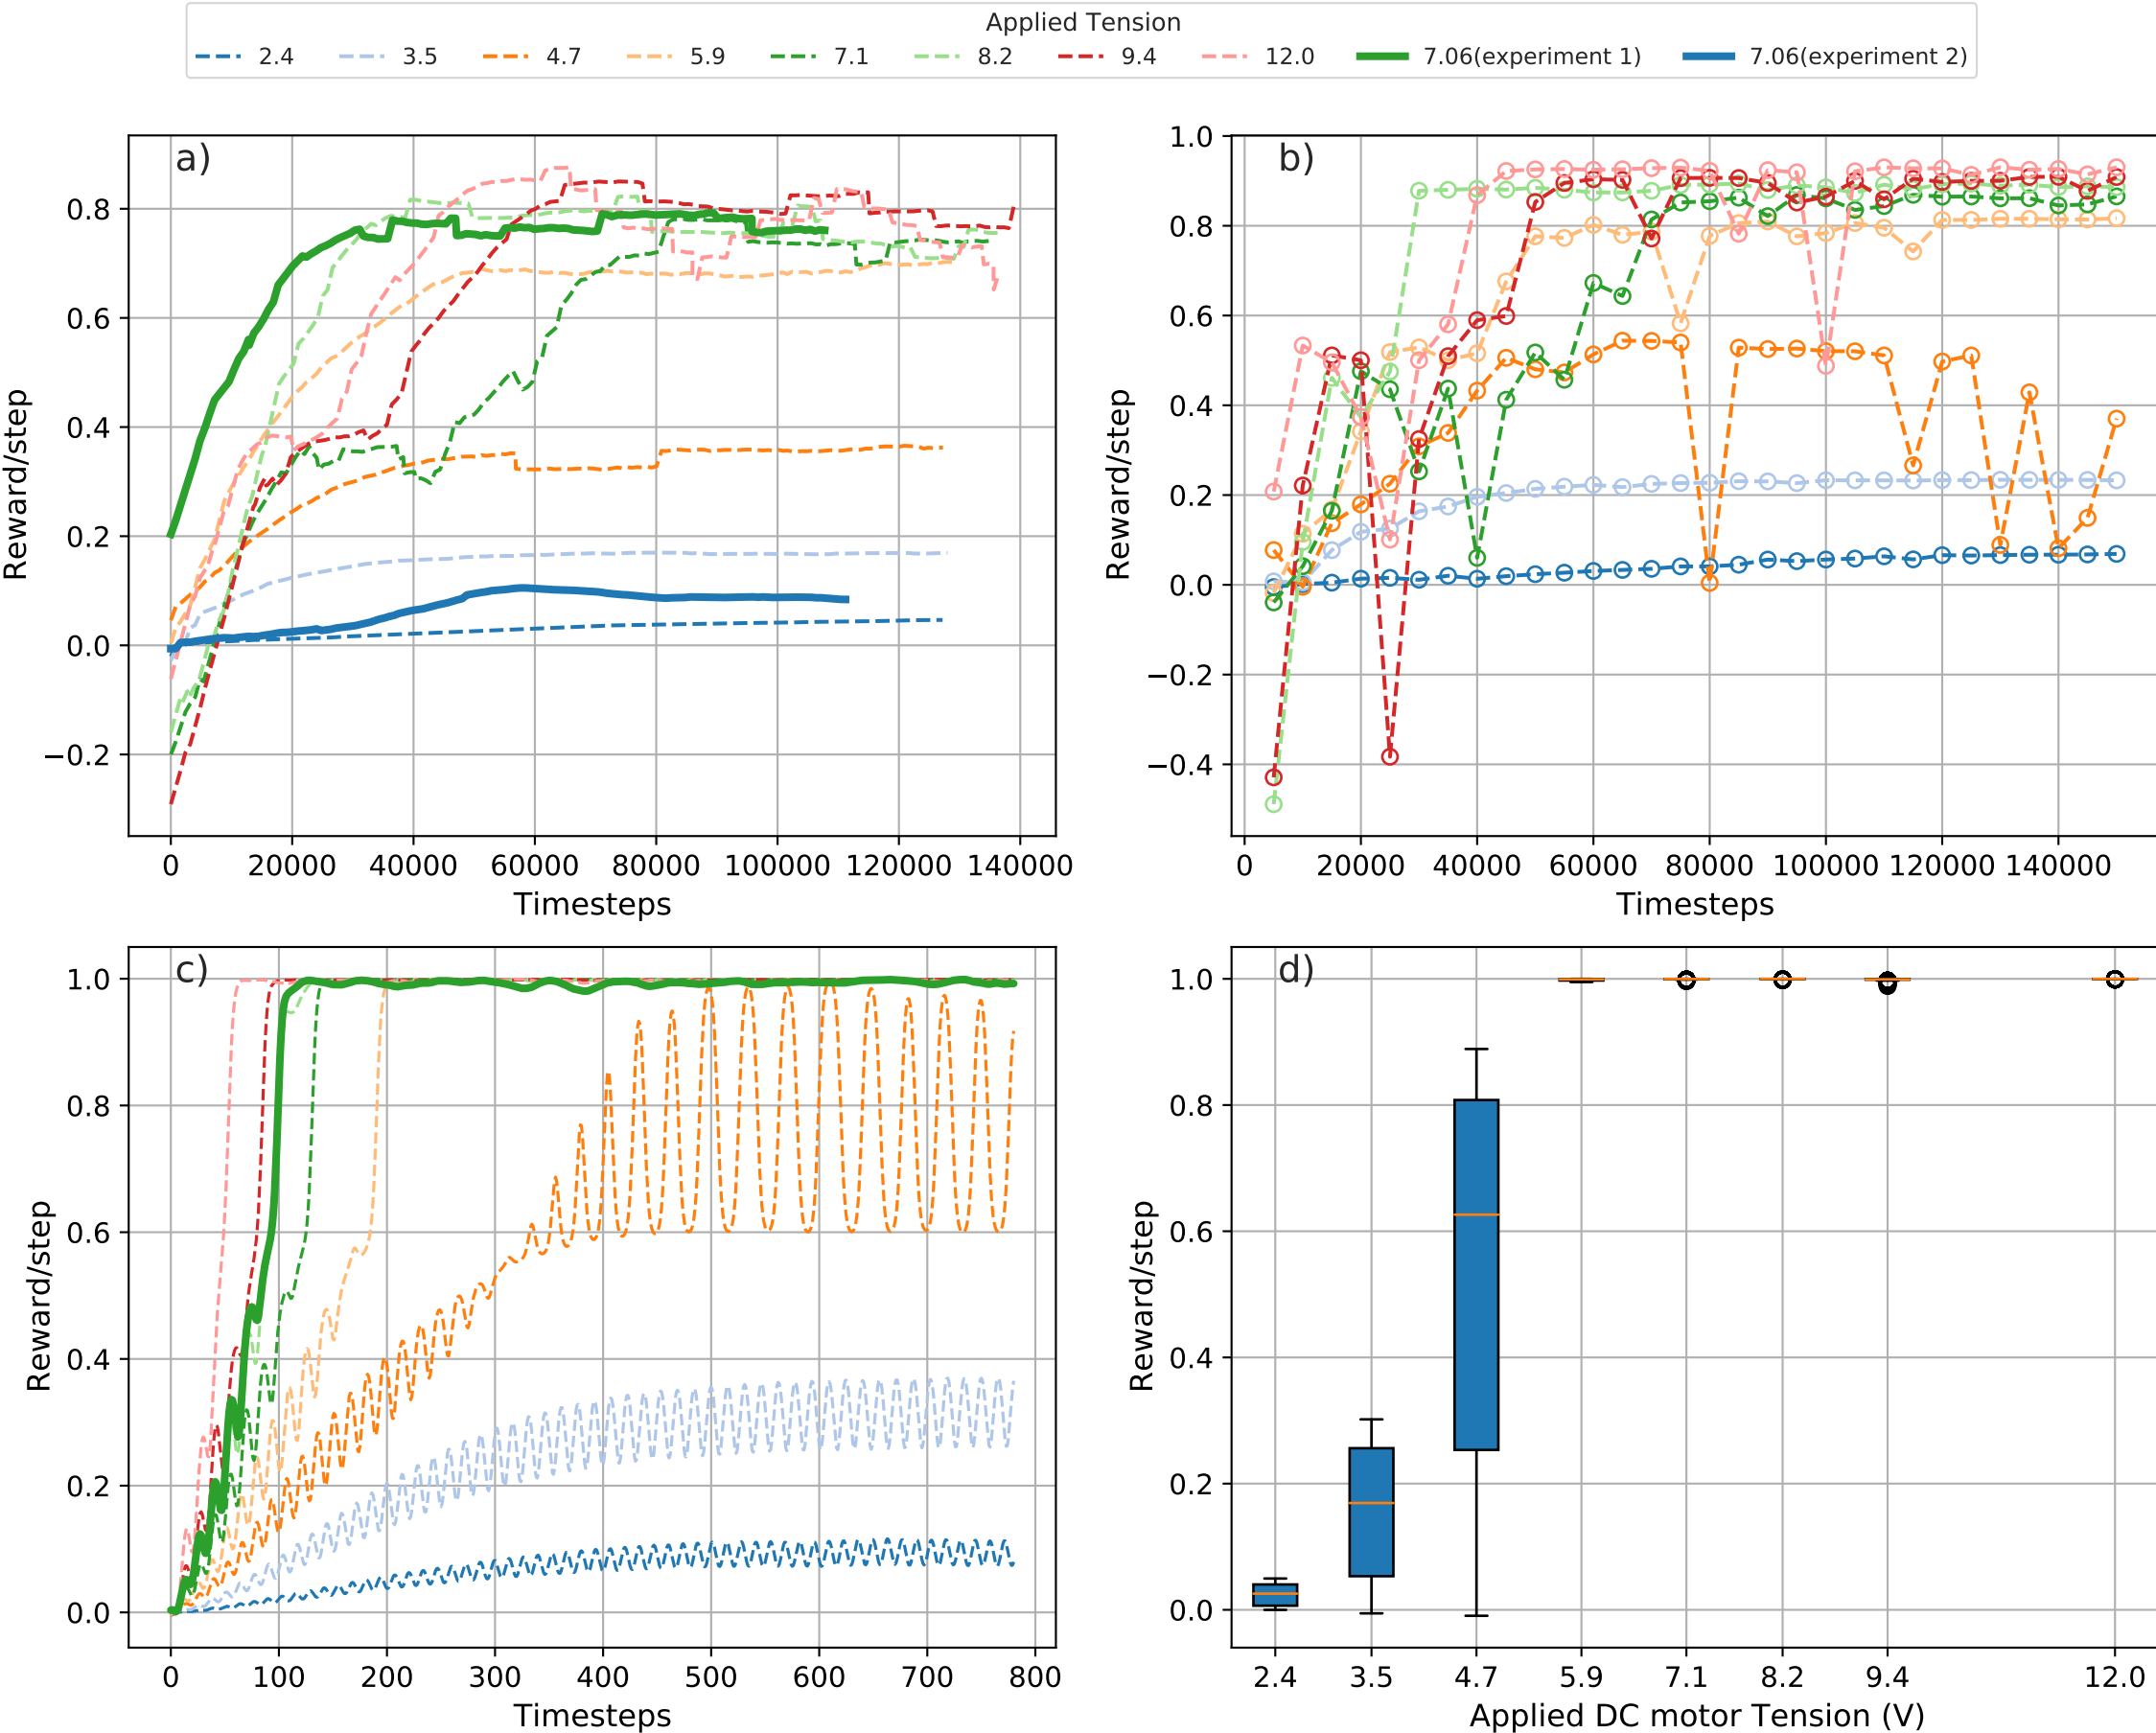 Applied Tension
2.4 3.5 4.7 5.9 7.1 8.2 9.4 12.0 7.06(experiment 1) 7.06(experiment 2)
a)
0.8
0.6
0.4
0.2
0.0
−0.2
Reward/step
0 20000 40000 60000 80000 100000 120000 140000
Timesteps
b)
1.0
0.8
0.6
0.4
0.2
0.0
−0.2
−0.4
Reward/step
0 20000 40000 60000 80000 100000 120000 140000
Timesteps
c)
1.0
0.8
0.6
0.4
0.2
0.0
Reward/step
0 100 200 300 400 500 600 700 800
Timesteps
d)
1.0
0.8
0.6
0.4
0.2
0.0
Reward/step
2.4 3.5 4.7 5.9 7.1 8.2 9.4 12.0
Applied DC motor Tension (V)